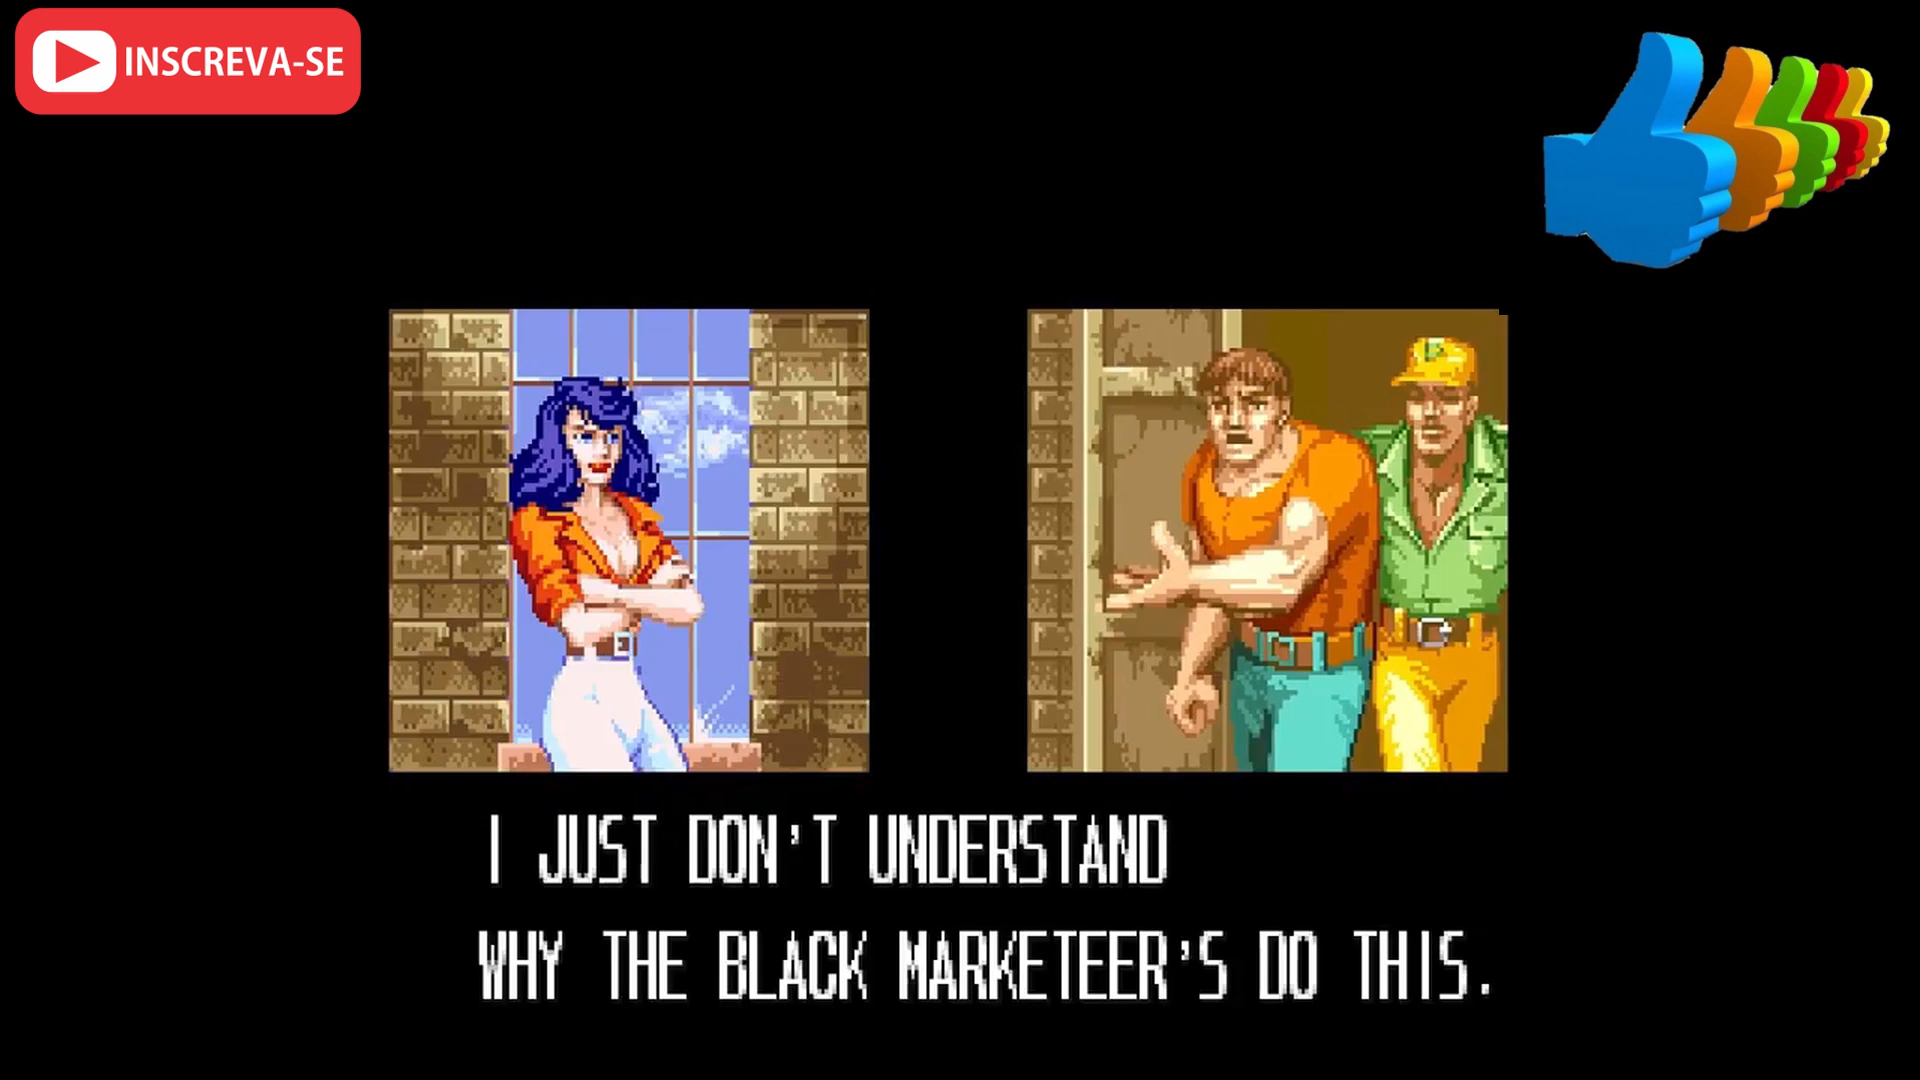 INSCREVA-SE
I JUST DON'T UNDERSTAND
WHY THE BLACK MARKETEER'S DO THIS.